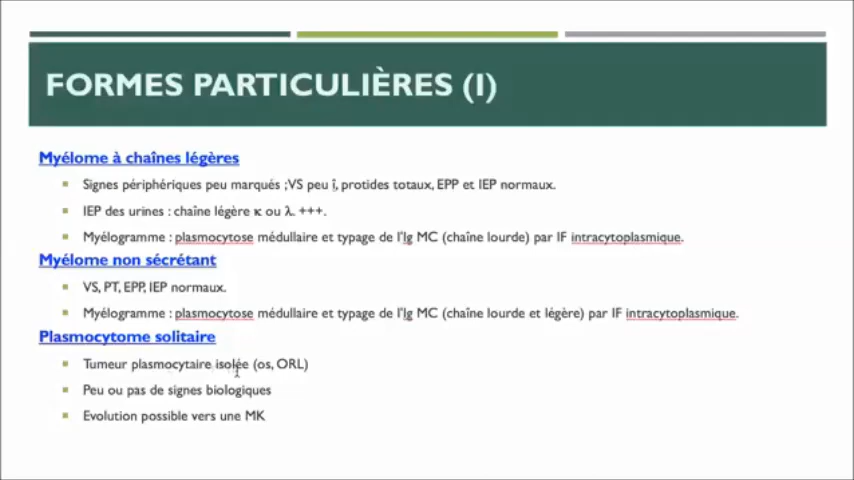 FORMES PARTICULIÈRES (I)
Myélome à chaînes légères
Signes périphériques peu marqués ;VS peu î, protides totaux, EPP et IEP normaux.
IEP des urines : chaîne légère κ ou λ. +++.
Myélogramme : plasmocytose médullaire et typage de l'Ig MC (chaîne lourde) par IF intracytoplasmique.
Myélome non sécrétant
VS, PT, EPP, IEP normaux.
Myélogramme : plasmocytose médullaire et typage de l'Ig MC (chaîne lourde et légère) par IF intracytoplasmique.
Plasmocytome solitaire
Tumeur plasmocytaire isolée (os, ORL)
Peu ou pas de signes biologiques
Evolution possible vers une MK